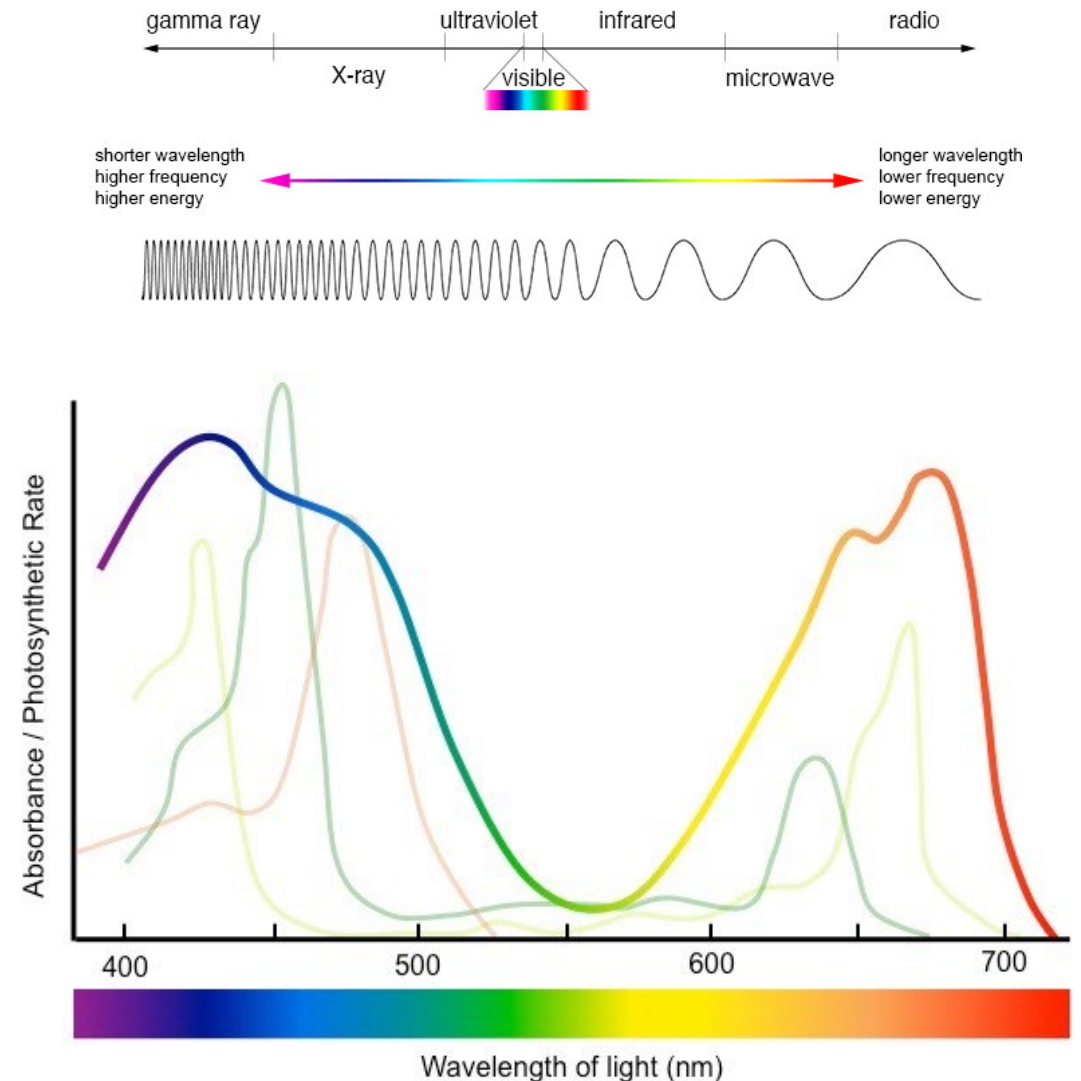 gamma ray ultraviolet infrared radio
X-ray visible microwave
shorter wavelength
higher frequency
higher energy
longer wavelength
lower frequency
lower energy
Absorbance / Photosynthetic Rate
400 500 600 700
Wavelength of light (nm)